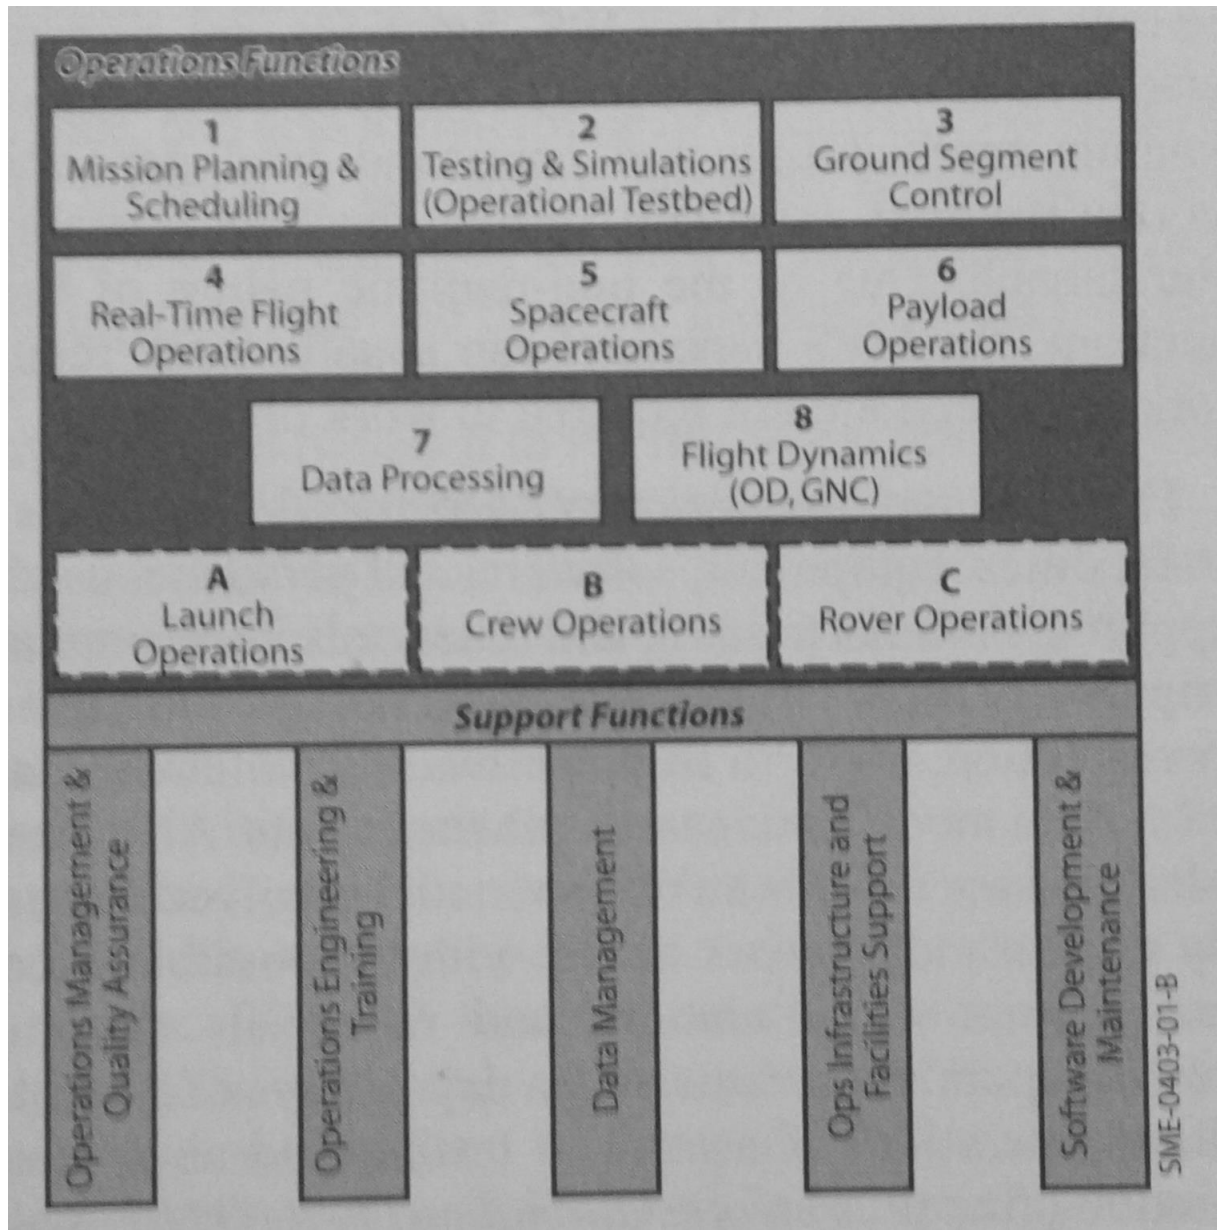 Operations Functions
1
Mission Planning &
Scheduling
2
Testing & Simulations
(Operational Testbed)
3
Ground Segment
Control
4
Real-Time Flight
Operations
5
Spacecraft
Operations
6
Payload
Operations
7
Data Processing
8
Flight Dynamics
(OD, GNC)
A
Launch
Operations
B
Crew Operations
C
Rover Operations
Support Functions
Operations Management &
Quality Assurance
Operations Engineering &
Training
Data Management
Ops Infrastructure and
Facilities Support
Software Development &
Maintenance
SME-0403-01-B